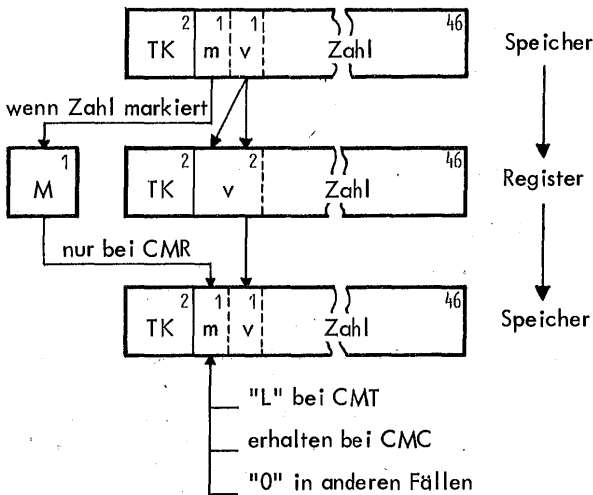 2 1 1 46
TK m v Zahl
Speicher
wenn Zahl markiert
1 2 2 46
M TK v Zahl
Register
nur bei CMR
2 1 1 46
TK m v Zahl
Speicher
"L" bei CMT
erhalten bei CMC
"0" in anderen Fällen